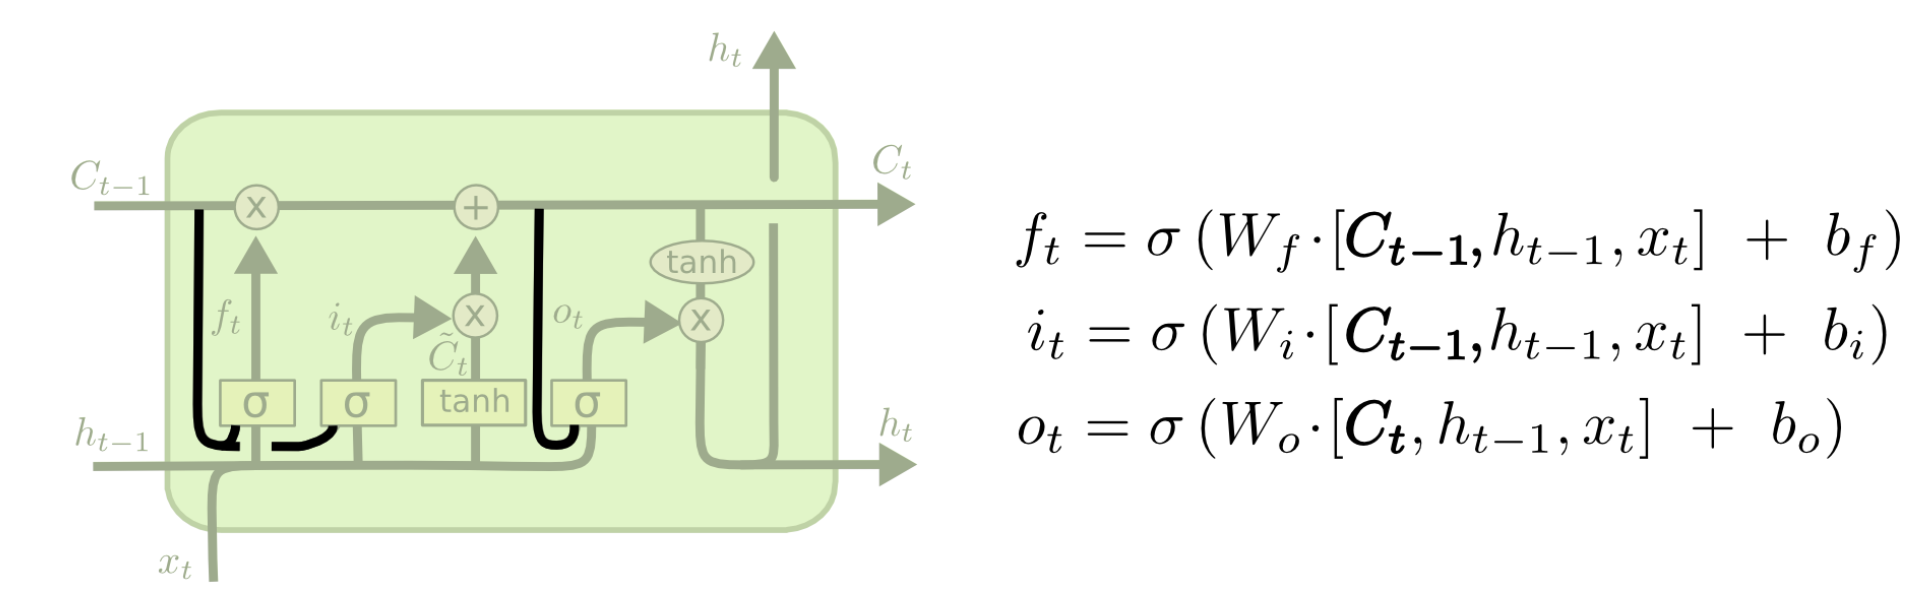 h_t
C_{t-1}
C_t
x
+
tanh
f_t
i_t
x
o_t
x
C̃_t
σ
σ
tanh
σ
h_{t-1}
h_t
x_t
f_t = σ (W_f · [C_{t-1}, h_{t-1}, x_t] + b_f)
i_t = σ (W_i · [C_{t-1}, h_{t-1}, x_t] + b_i)
o_t = σ (W_o · [C_t, h_{t-1}, x_t] + b_o)